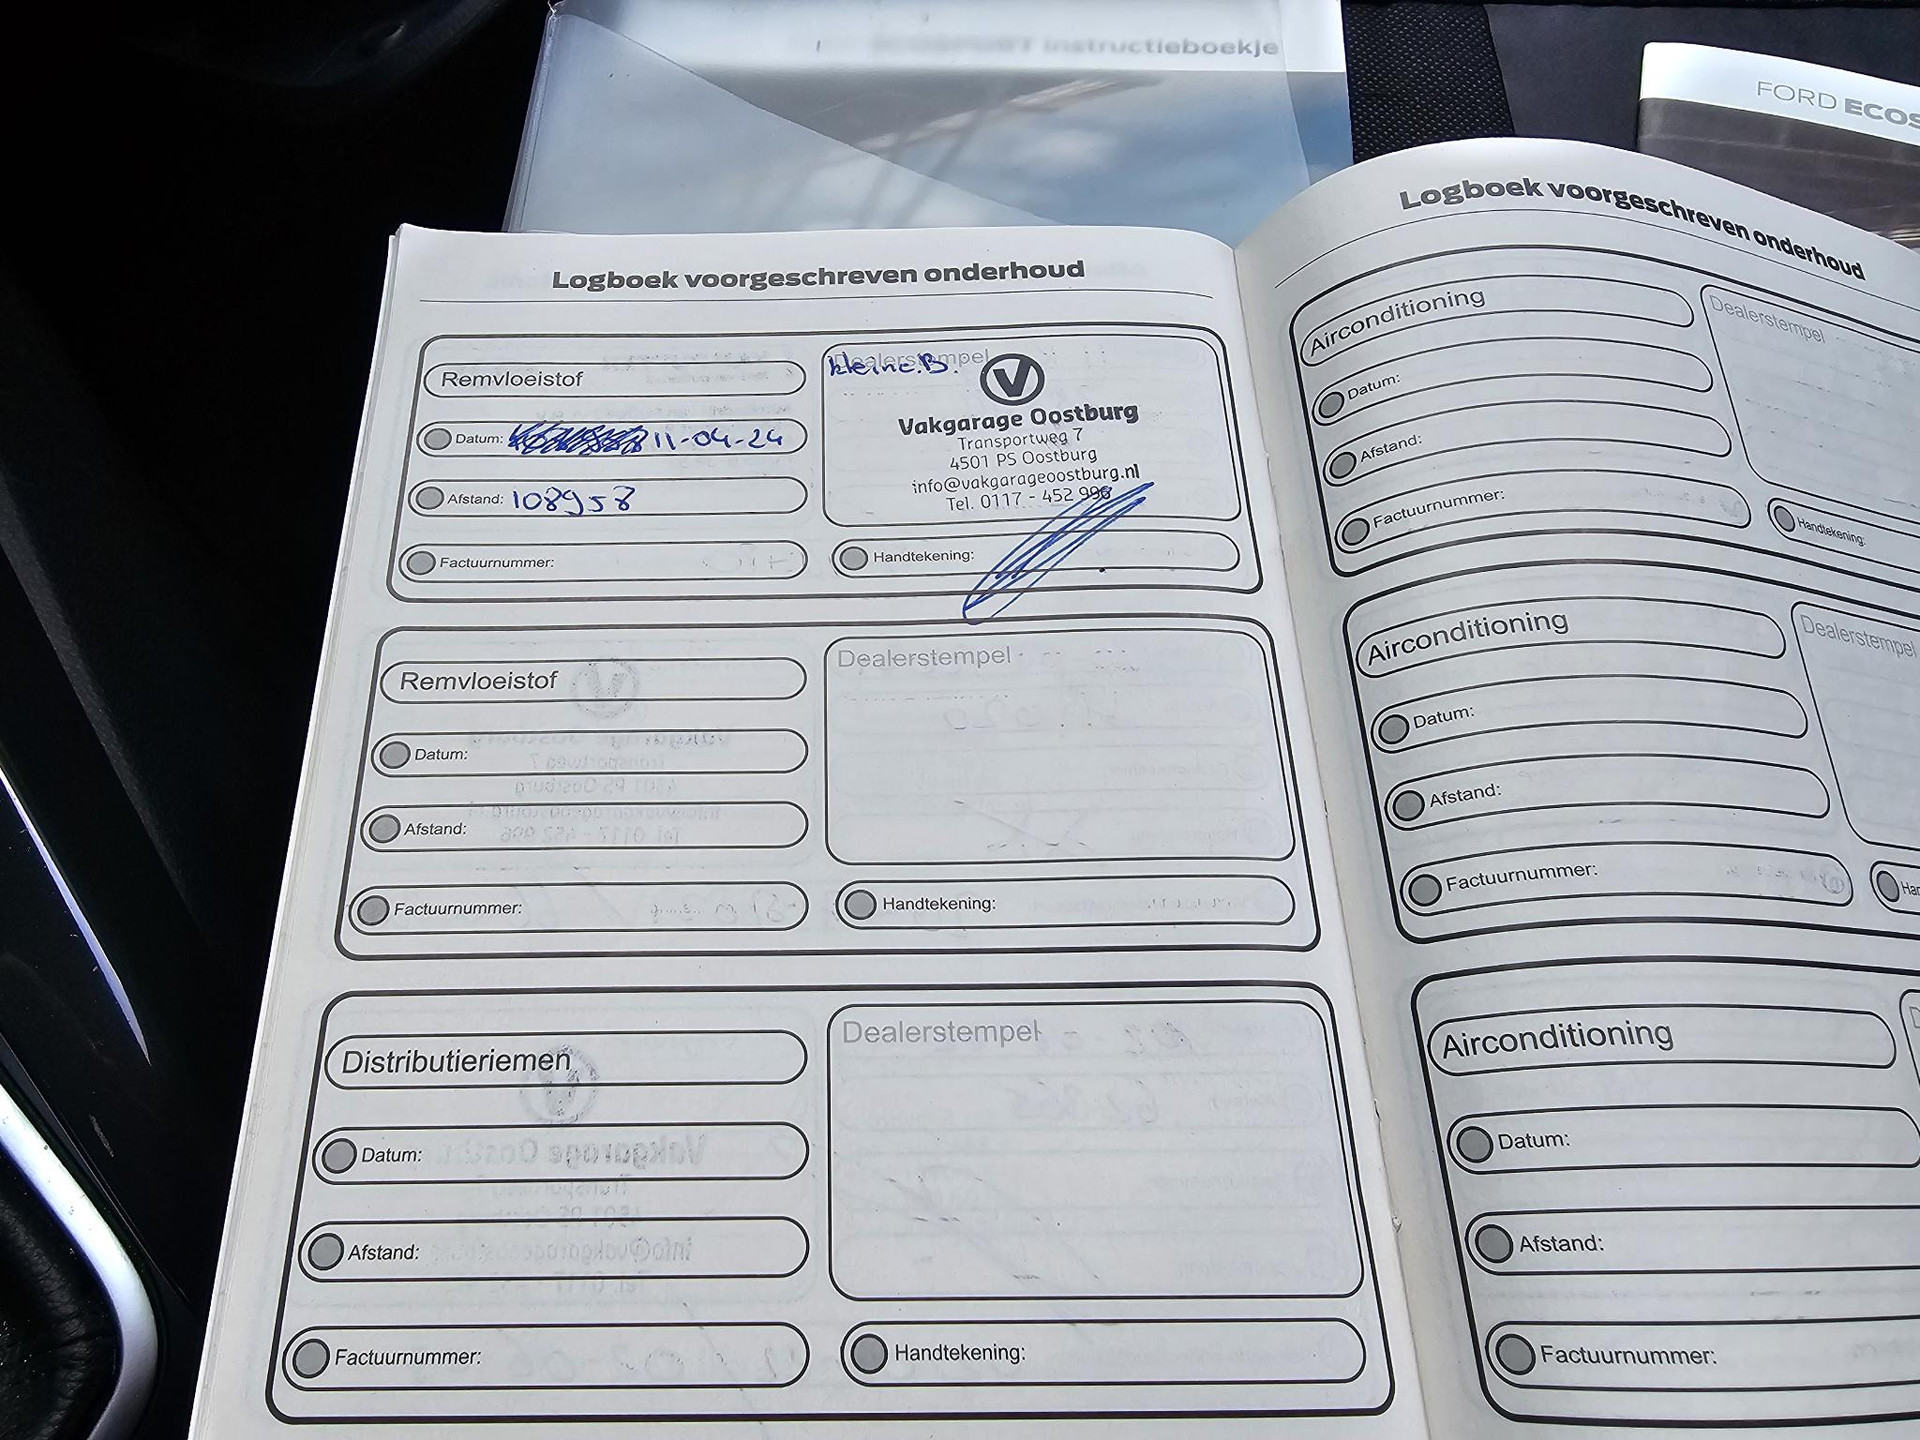 ECOSPORT Instructieboekje
FORD ECOS
Logboek voorgeschreven onderhoud
Remvloeistof
Datum: 11-04-24
Afstand: 108958
Factuurnummer:
Dealerstempel
kleine.B.
V
Vakgarage Oostburg
Transportweg 7
4501 PS Oostburg
info@vakgarageoostburg.nl
Tel. 0117 - 452 996
Handtekening:
Remvloeistof
Datum:
Afstand:
Factuurnummer:
Dealerstempel
Handtekening:
Distributieriemen
Datum:
Afstand:
Factuurnummer:
Dealerstempel
Handtekening:
Logboek voorgeschreven onderhoud
Airconditioning
Datum:
Afstand:
Factuurnummer:
Dealerstempel
Handtekening:
Airconditioning
Datum:
Afstand:
Factuurnummer:
Dealerstempel
Han
Airconditioning
Datum:
Afstand:
Factuurnummer:
D